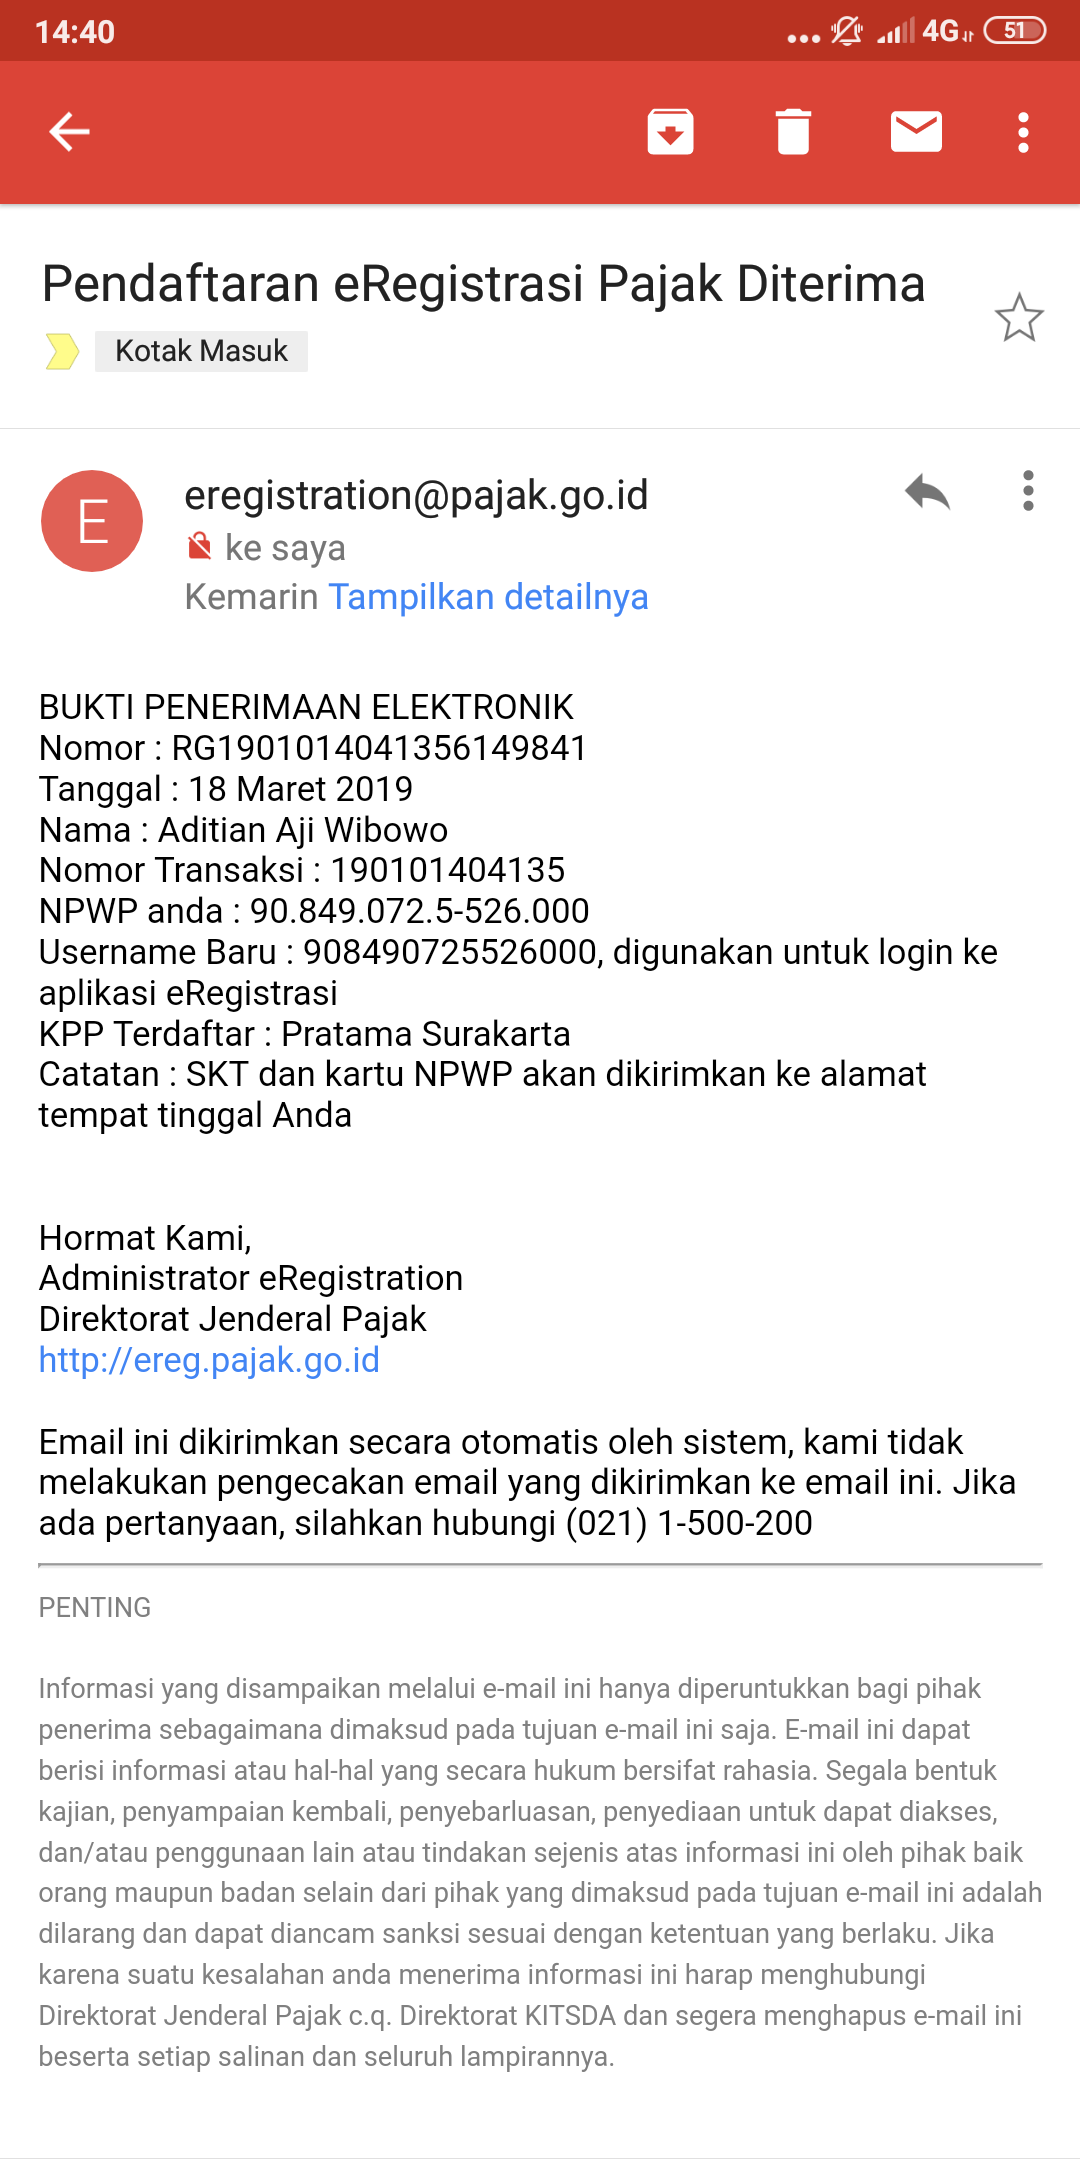 14:40
4G
51
Pendaftaran eRegistrasi Pajak Diterima
Kotak Masuk
E
eregistration@pajak.go.id
ke saya
Kemarin Tampilkan detailnya
BUKTI PENERIMAAN ELEKTRONIK
Nomor : RG1901014041356149841
Tanggal : 18 Maret 2019
Nama : Aditian Aji Wibowo
Nomor Transaksi : 190101404135
NPWP anda : 90.849.072.5-526.000
Username Baru : 908490725526000, digunakan untuk login ke
aplikasi eRegistrasi
KPP Terdaftar : Pratama Surakarta
Catatan : SKT dan kartu NPWP akan dikirimkan ke alamat
tempat tinggal Anda
Hormat Kami,
Administrator eRegistration
Direktorat Jenderal Pajak
http://ereg.pajak.go.id
Email ini dikirimkan secara otomatis oleh sistem, kami tidak
melakukan pengecakan email yang dikirimkan ke email ini. Jika
ada pertanyaan, silahkan hubungi (021) 1-500-200
PENTING
Informasi yang disampaikan melalui e-mail ini hanya diperuntukkan bagi pihak
penerima sebagaimana dimaksud pada tujuan e-mail ini saja. E-mail ini dapat
berisi informasi atau hal-hal yang secara hukum bersifat rahasia. Segala bentuk
kajian, penyampaian kembali, penyebarluasan, penyediaan untuk dapat diakses,
dan/atau penggunaan lain atau tindakan sejenis atas informasi ini oleh pihak baik
orang maupun badan selain dari pihak yang dimaksud pada tujuan e-mail ini adalah
dilarang dan dapat diancam sanksi sesuai dengan ketentuan yang berlaku. Jika
karena suatu kesalahan anda menerima informasi ini harap menghubungi
Direktorat Jenderal Pajak c.q. Direktorat KITSDA dan segera menghapus e-mail ini
beserta setiap salinan dan seluruh lampirannya.